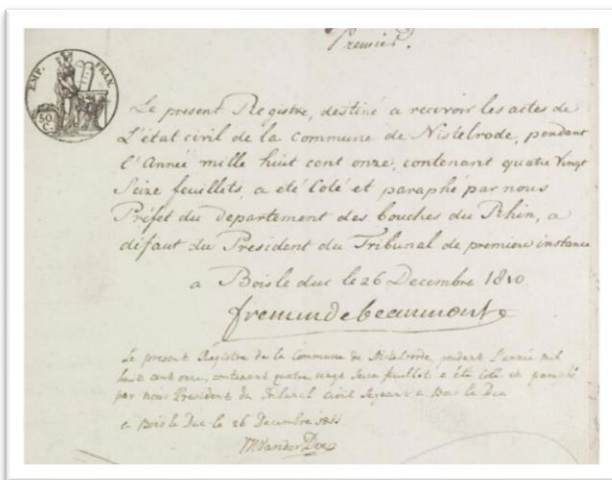 Premier.
EMP. FRAN.
50 C.
Le present Registre, destiné a recevoir les actes de
L'état civil de la Commune de Nistelrode, pendant
l'Année mille huit cent onze, contenant quatre Vingt
Seize feuillets, a été Coté et paraphé par nous
Préfet du departement des bouches du Rhin, a
défaut du President du Tribunal de premiere instance
a Bois le duc le 26 Decembre 1810.
fremindebeaumont
Le present Registre de la Commune de Nistelrode, pendant l'année mil
huit cent onze, contenant quatre vingt Seize feuillets a été coté et paraphé
par nous President du Tribunal Civil Seyant a Bois le Duc
a Bois le Duc le 26 Decembre 1811